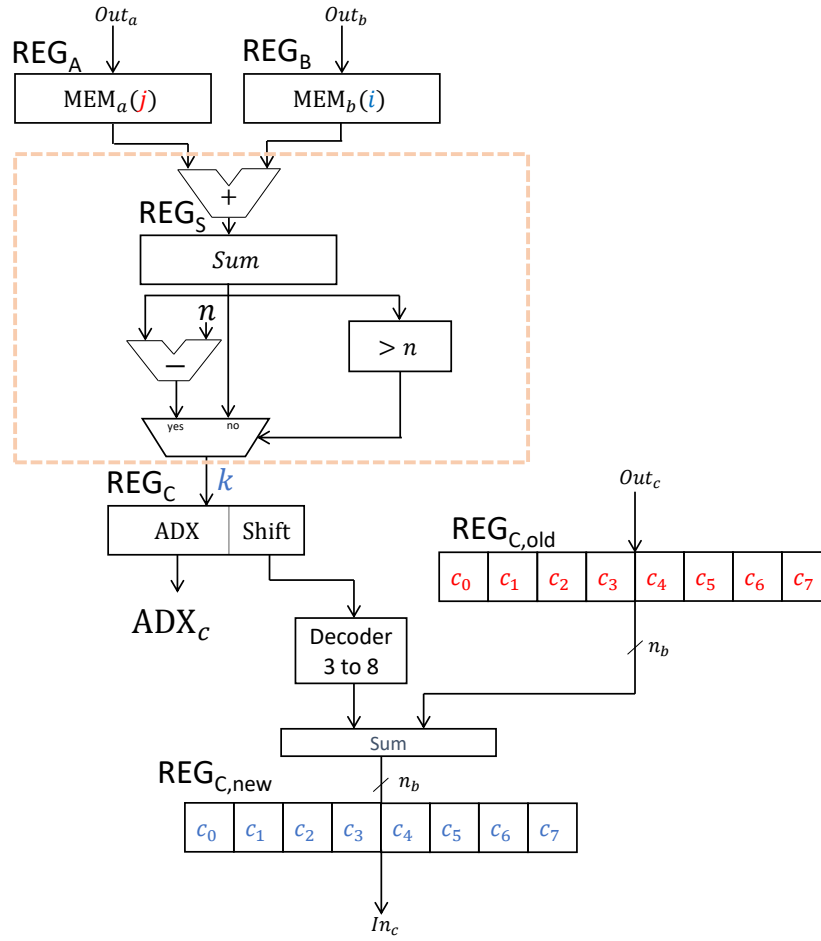 Out_a Out_b
REG_A REG_B
MEM_a(j) MEM_b(i)
+
REG_S
Sum
n
> n
−
yes no
k
REG_C
ADX Shift
Out_c
REG_C,old
c_0 c_1 c_2 c_3 c_4 c_5 c_6 c_7
ADX_c
Decoder
3 to 8
n_b
Sum
REG_C,new
n_b
c_0 c_1 c_2 c_3 c_4 c_5 c_6 c_7
In_c